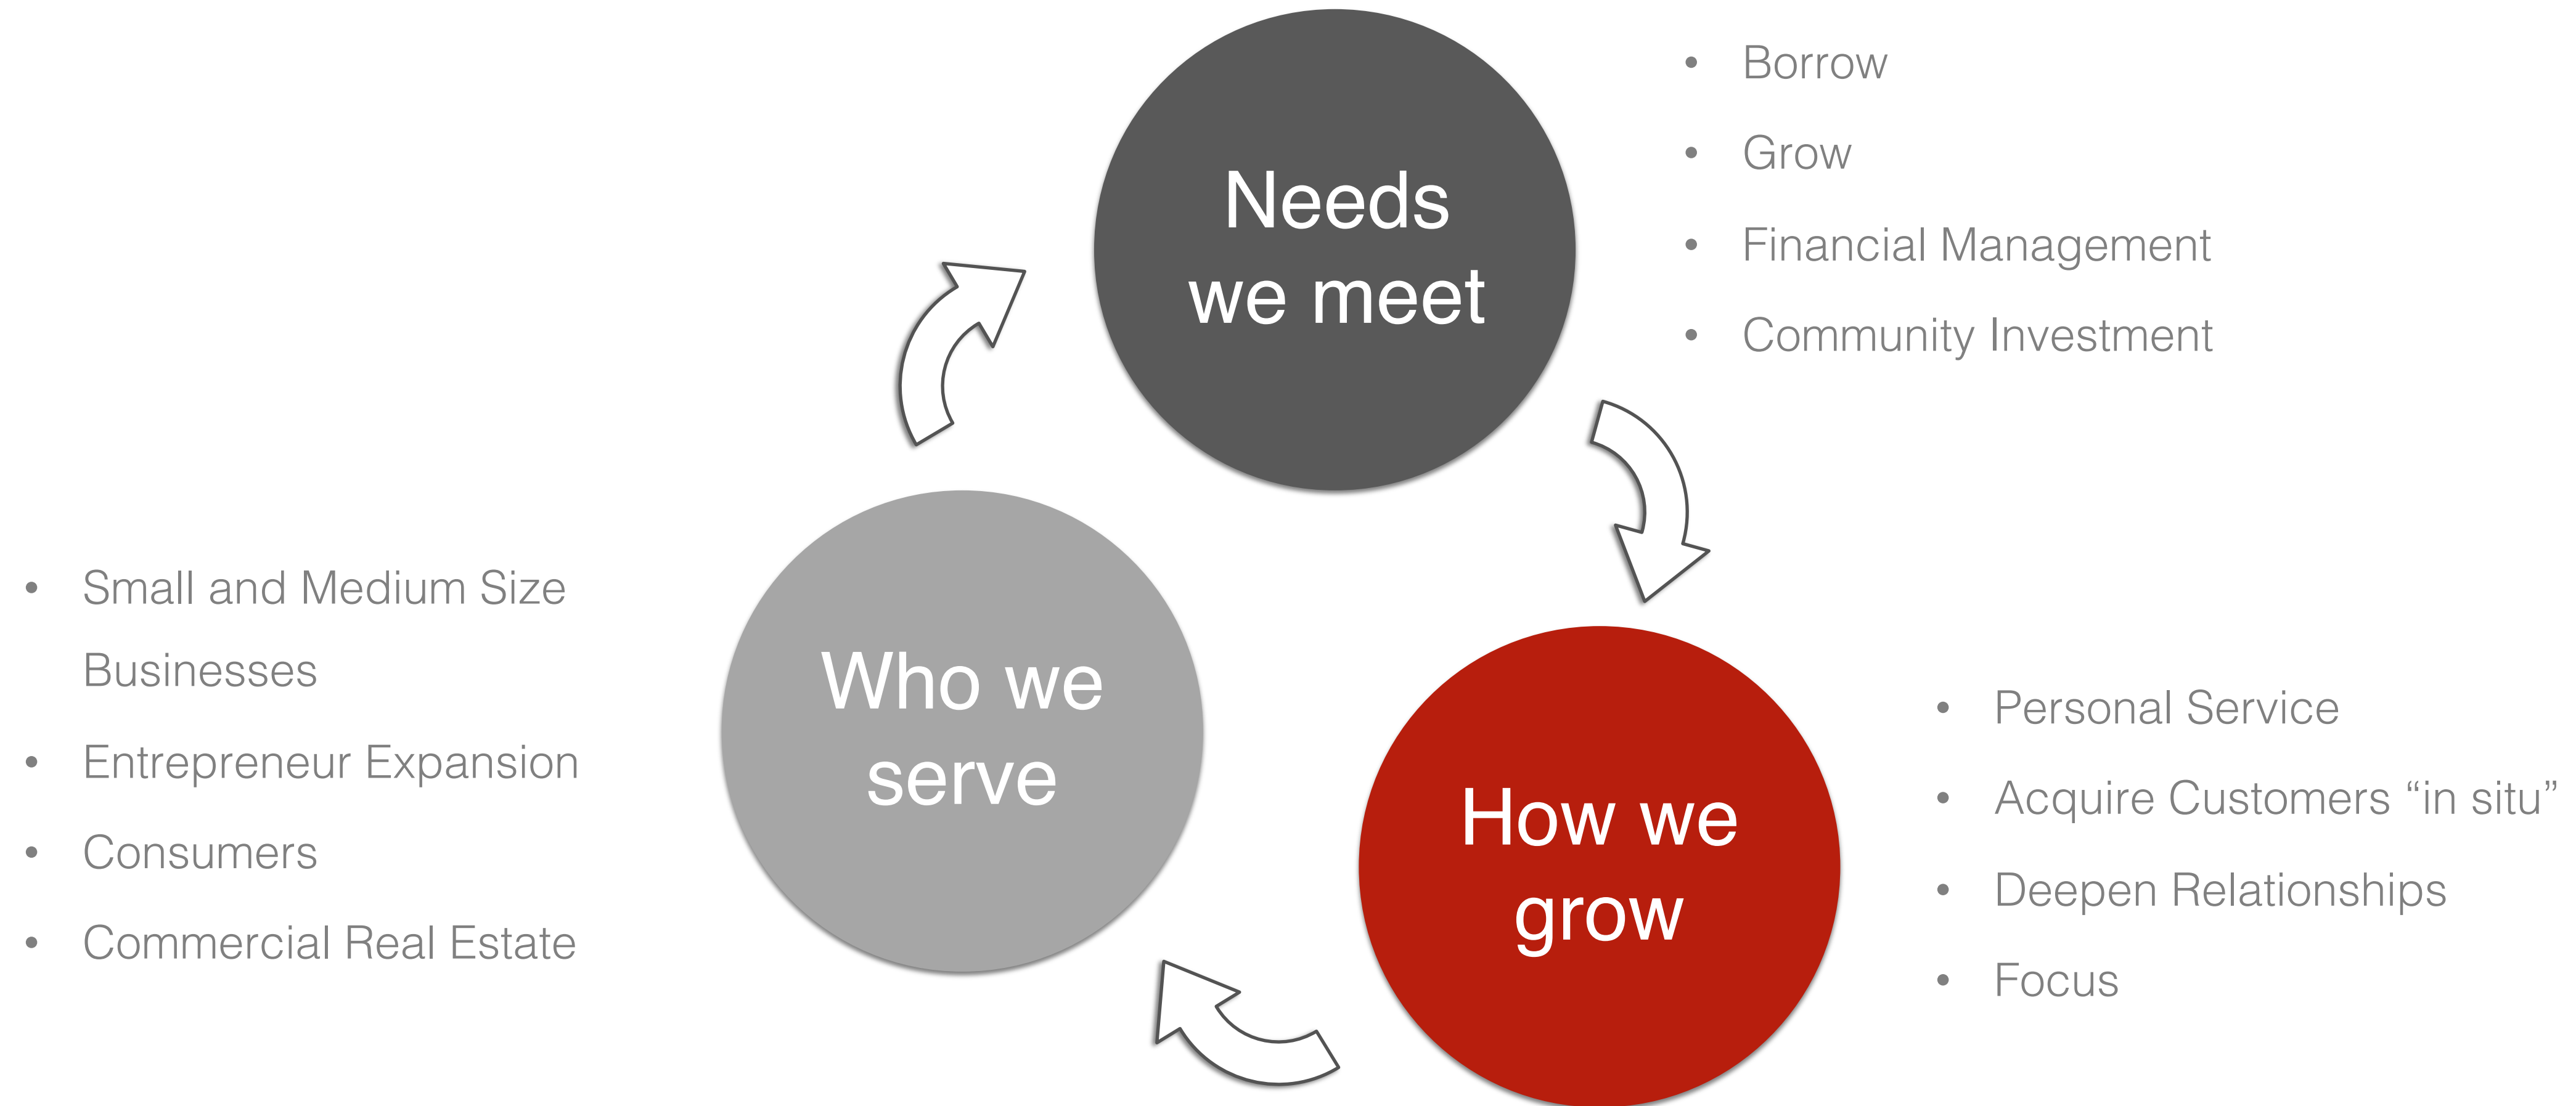 Needs
we meet
• Borrow
• Grow
• Financial Management
• Community Investment
Who we
serve
• Small and Medium Size
Businesses
• Entrepreneur Expansion
• Consumers
• Commercial Real Estate
How we
grow
• Personal Service
• Acquire Customers “in situ”
• Deepen Relationships
• Focus